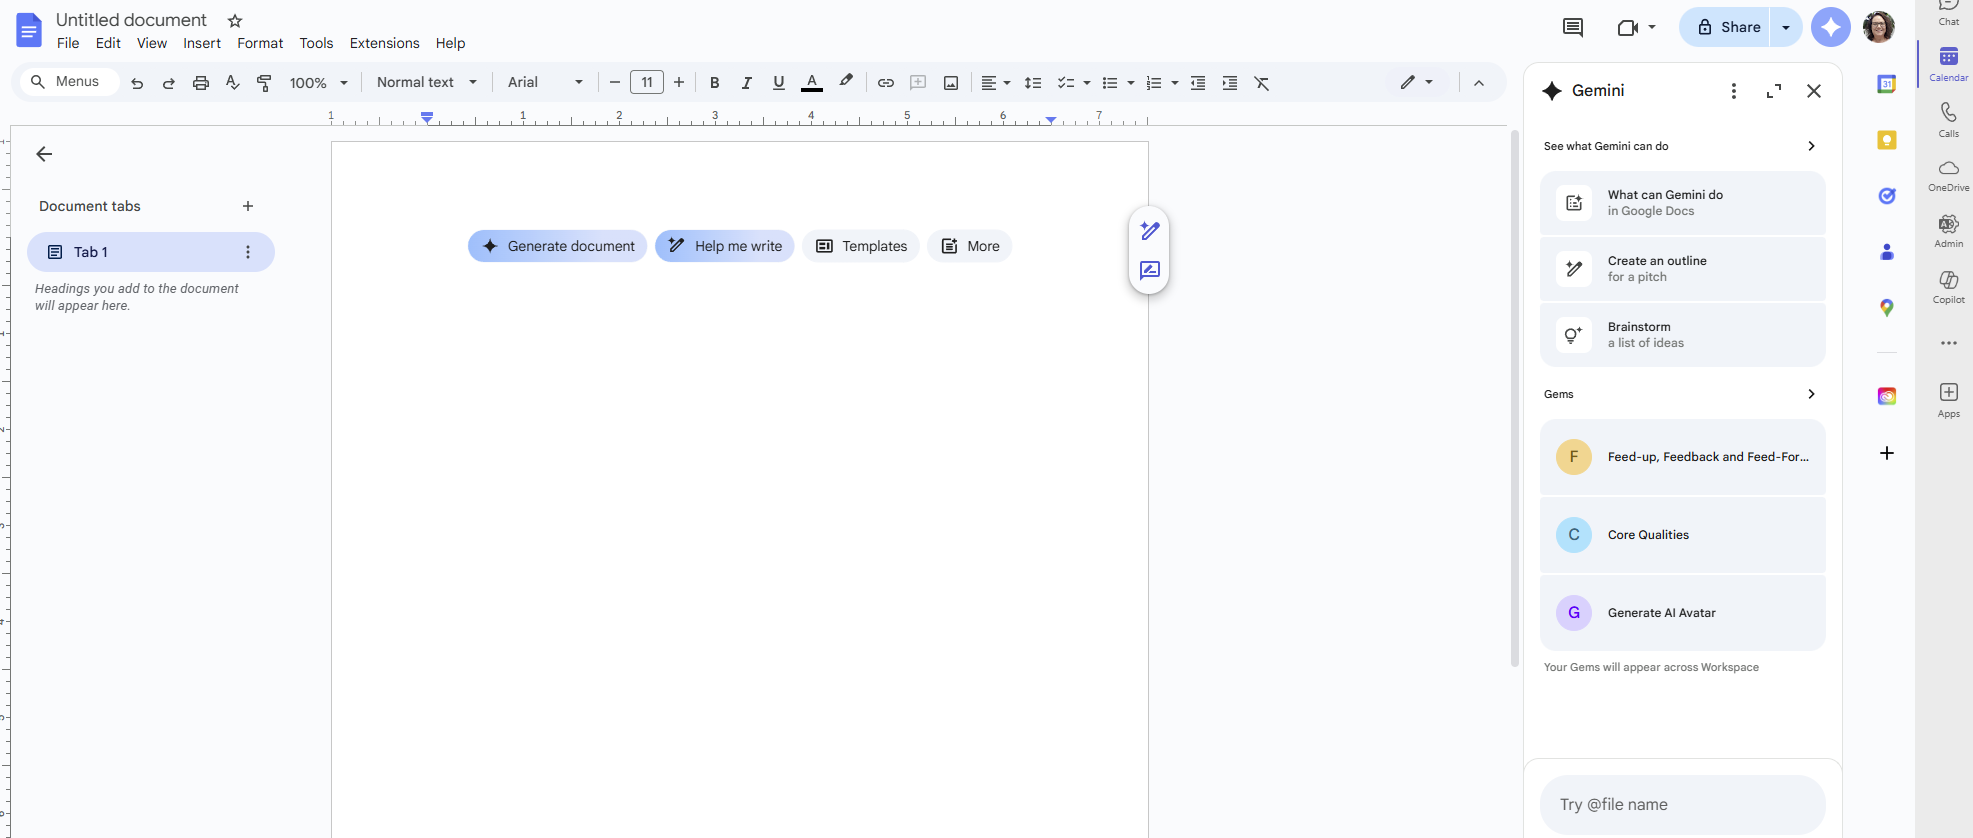 Untitled document
File Edit View Insert Format Tools Extensions Help
Share
Menus 100% Normal text Arial 11
1 1 2 3 4 5 6 7
Document tabs
Tab 1
Headings you add to the document
will appear here.
Generate document Help me write Templates More
Gemini
See what Gemini can do
What can Gemini do
in Google Docs
Create an outline
for a pitch
Brainstorm
a list of ideas
Gems
F Feed-up, Feedback and Feed-For...
C Core Qualities
G Generate AI Avatar
Your Gems will appear across Workspace
Try @file name
31
Chat
Calendar
Calls
OneDrive
Admin
Copilot
Apps